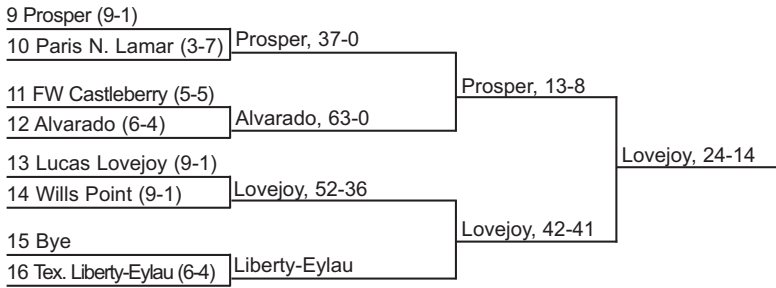 9 Prosper (9-1)
10 Paris N. Lamar (3-7)
Prosper, 37-0
11 FW Castleberry (5-5)
12 Alvarado (6-4)
Alvarado, 63-0
Prosper, 13-8
13 Lucas Lovejoy (9-1)
14 Wills Point (9-1)
Lovejoy, 52-36
15 Bye
16 Tex. Liberty-Eylau (6-4)
Liberty-Eylau
Lovejoy, 42-41
Lovejoy, 24-14